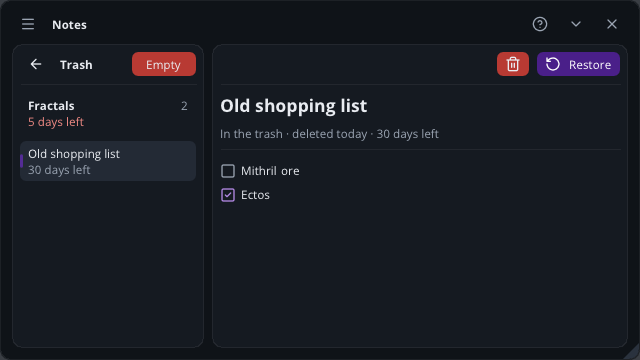 Notes
Trash
Empty
Restore
Fractals 2
5 days left
Old shopping list
30 days left
Old shopping list
In the trash · deleted today · 30 days left
Mithril ore
Ectos